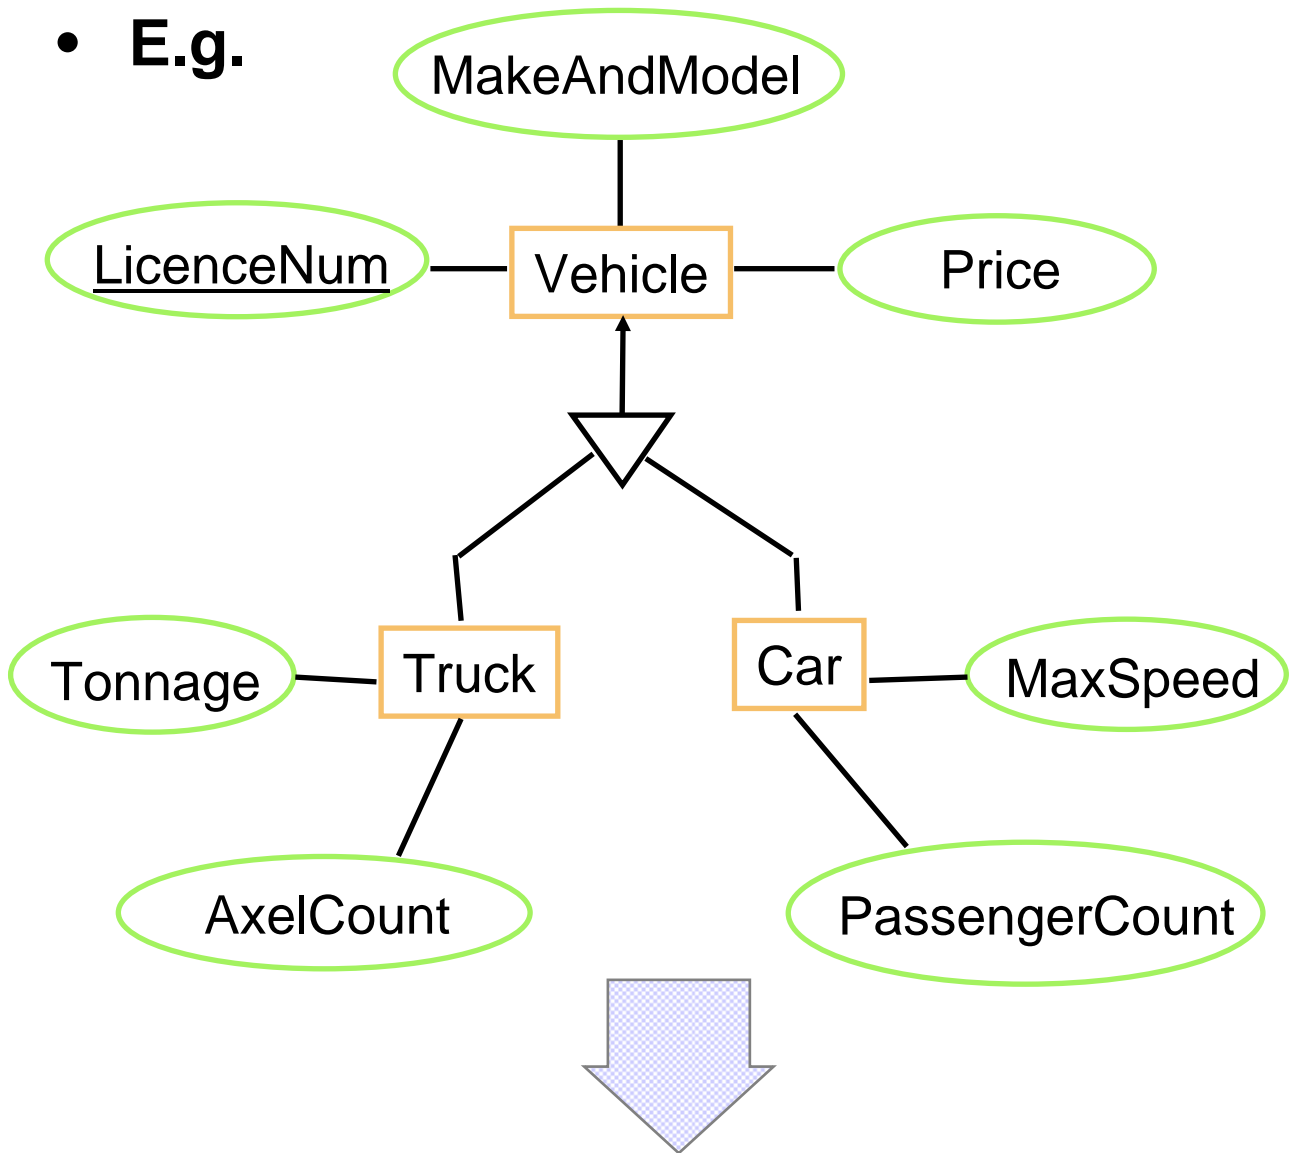 • E.g.
MakeAndModel
LicenceNum
Vehicle
Price
Tonnage
Truck
Car
MaxSpeed
AxelCount
PassengerCount